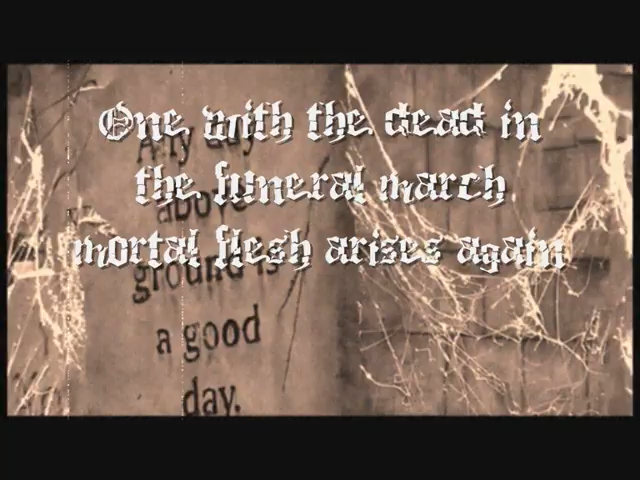 One with the dead in
the funeral march
mortal flesh arises again
Any day
above
ground is
a good
day.